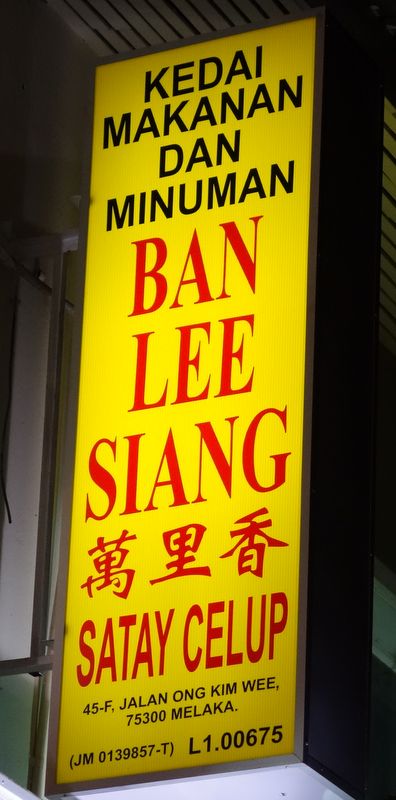 KEDAI
MAKANAN
DAN
MINUMAN
BAN
LEE
SIANG
萬里香
SATAY CELUP
45-F, JALAN ONG KIM WEE,
75300 MELAKA.
(JM 0139857-T) L1.00675